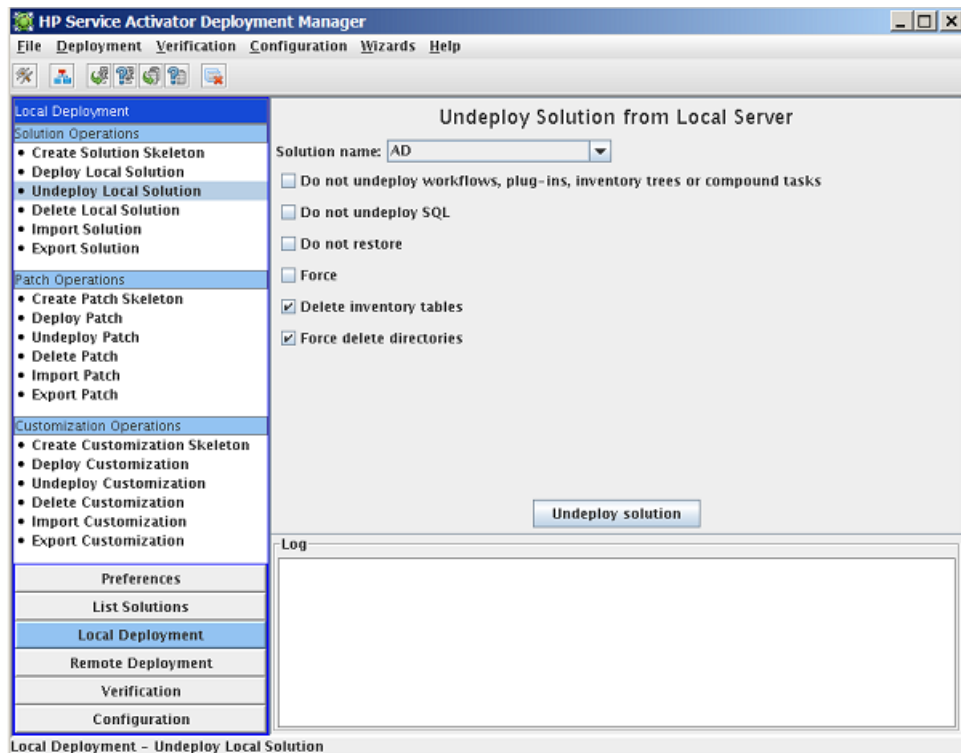 HP Service Activator Deployment Manager
File Deployment Verification Configuration Wizards Help
Local Deployment
Solution Operations
• Create Solution Skeleton
• Deploy Local Solution
• Undeploy Local Solution
• Delete Local Solution
• Import Solution
• Export Solution
Patch Operations
• Create Patch Skeleton
• Deploy Patch
• Undeploy Patch
• Delete Patch
• Import Patch
• Export Patch
Customization Operations
• Create Customization Skeleton
• Deploy Customization
• Undeploy Customization
• Delete Customization
• Import Customization
• Export Customization
Preferences
List Solutions
Local Deployment
Remote Deployment
Verification
Configuration
Undeploy Solution from Local Server
Solution name: AD
Do not undeploy workflows, plug-ins, inventory trees or compound tasks
Do not undeploy SQL
Do not restore
Force
Delete inventory tables
Force delete directories
Undeploy solution
Log
Local Deployment - Undeploy Local Solution